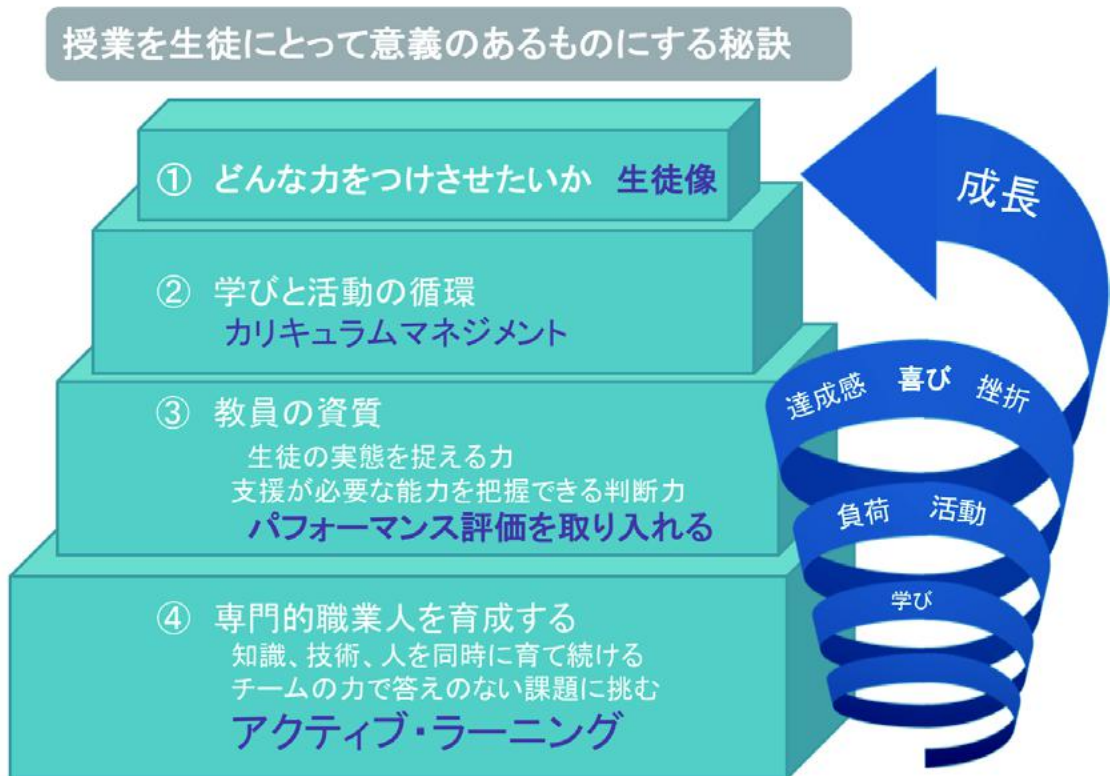 授業を生徒にとって意義のあるものにする秘訣
① どんな力をつけさせたいか 生徒像
② 学びと活動の循環
カリキュラムマネジメント
③ 教員の資質
生徒の実態を捉える力
支援が必要な能力を把握できる判断力
パフォーマンス評価を取り入れる
④ 専門的職業人を育成する
知識、技術、人を同時に育て続ける
チームの力で答えのない課題に挑む
アクティブ・ラーニング
成長
達成感 喜び 挫折
負荷 活動
学び